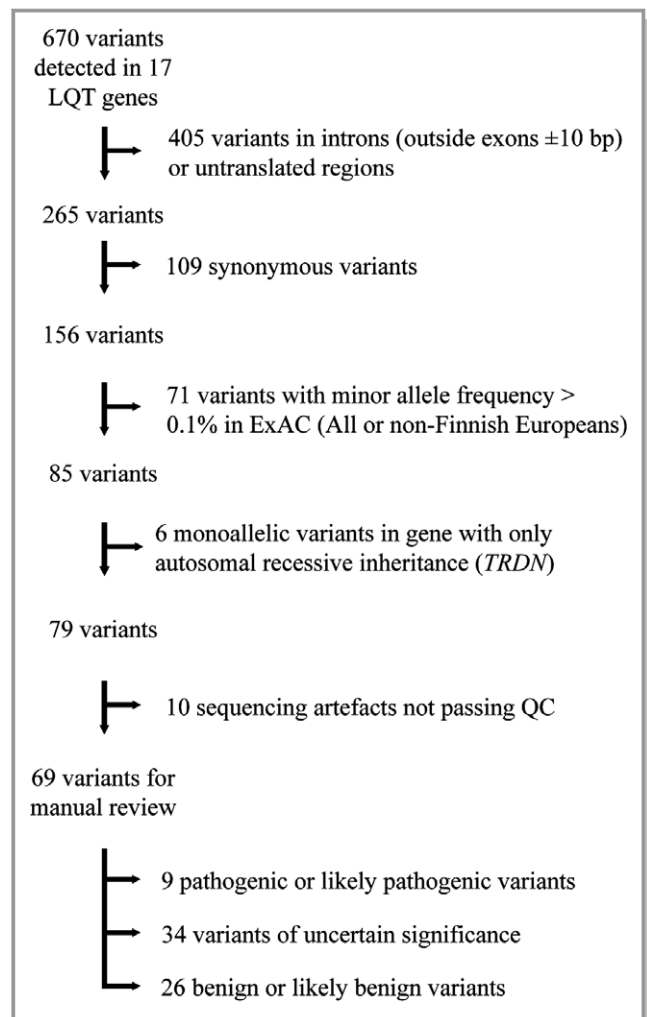 670 variants
detected in 17
LQT genes
405 variants in introns (outside exons ±10 bp)
or untranslated regions
265 variants
109 synonymous variants
156 variants
71 variants with minor allele frequency >
0.1% in ExAC (All or non-Finnish Europeans)
85 variants
6 monoallelic variants in gene with only
autosomal recessive inheritance (TRDN)
79 variants
10 sequencing artefacts not passing QC
69 variants for
manual review
9 pathogenic or likely pathogenic variants
34 variants of uncertain significance
26 benign or likely benign variants